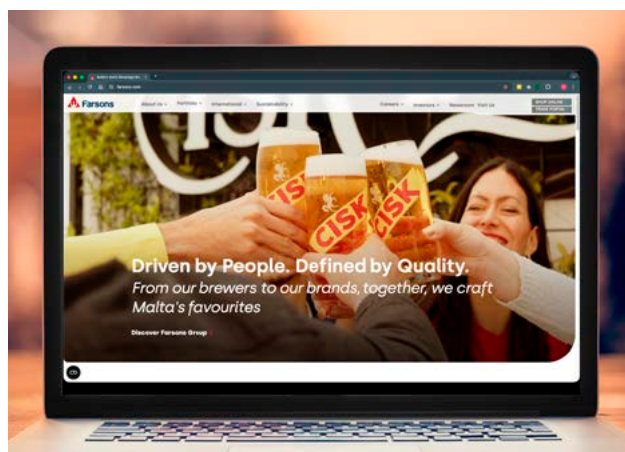 farsons.com
Farsons
About Us
Portfolio
International
Sustainability
Careers
Investors
Newsroom
Visit Us
SHOP ONLINE
TRADE PORTAL
CISK
CISK
CISK
Driven by People. Defined by Quality.
From our brewers to our brands, together, we craft
Malta's favourites
Discover Farsons Group